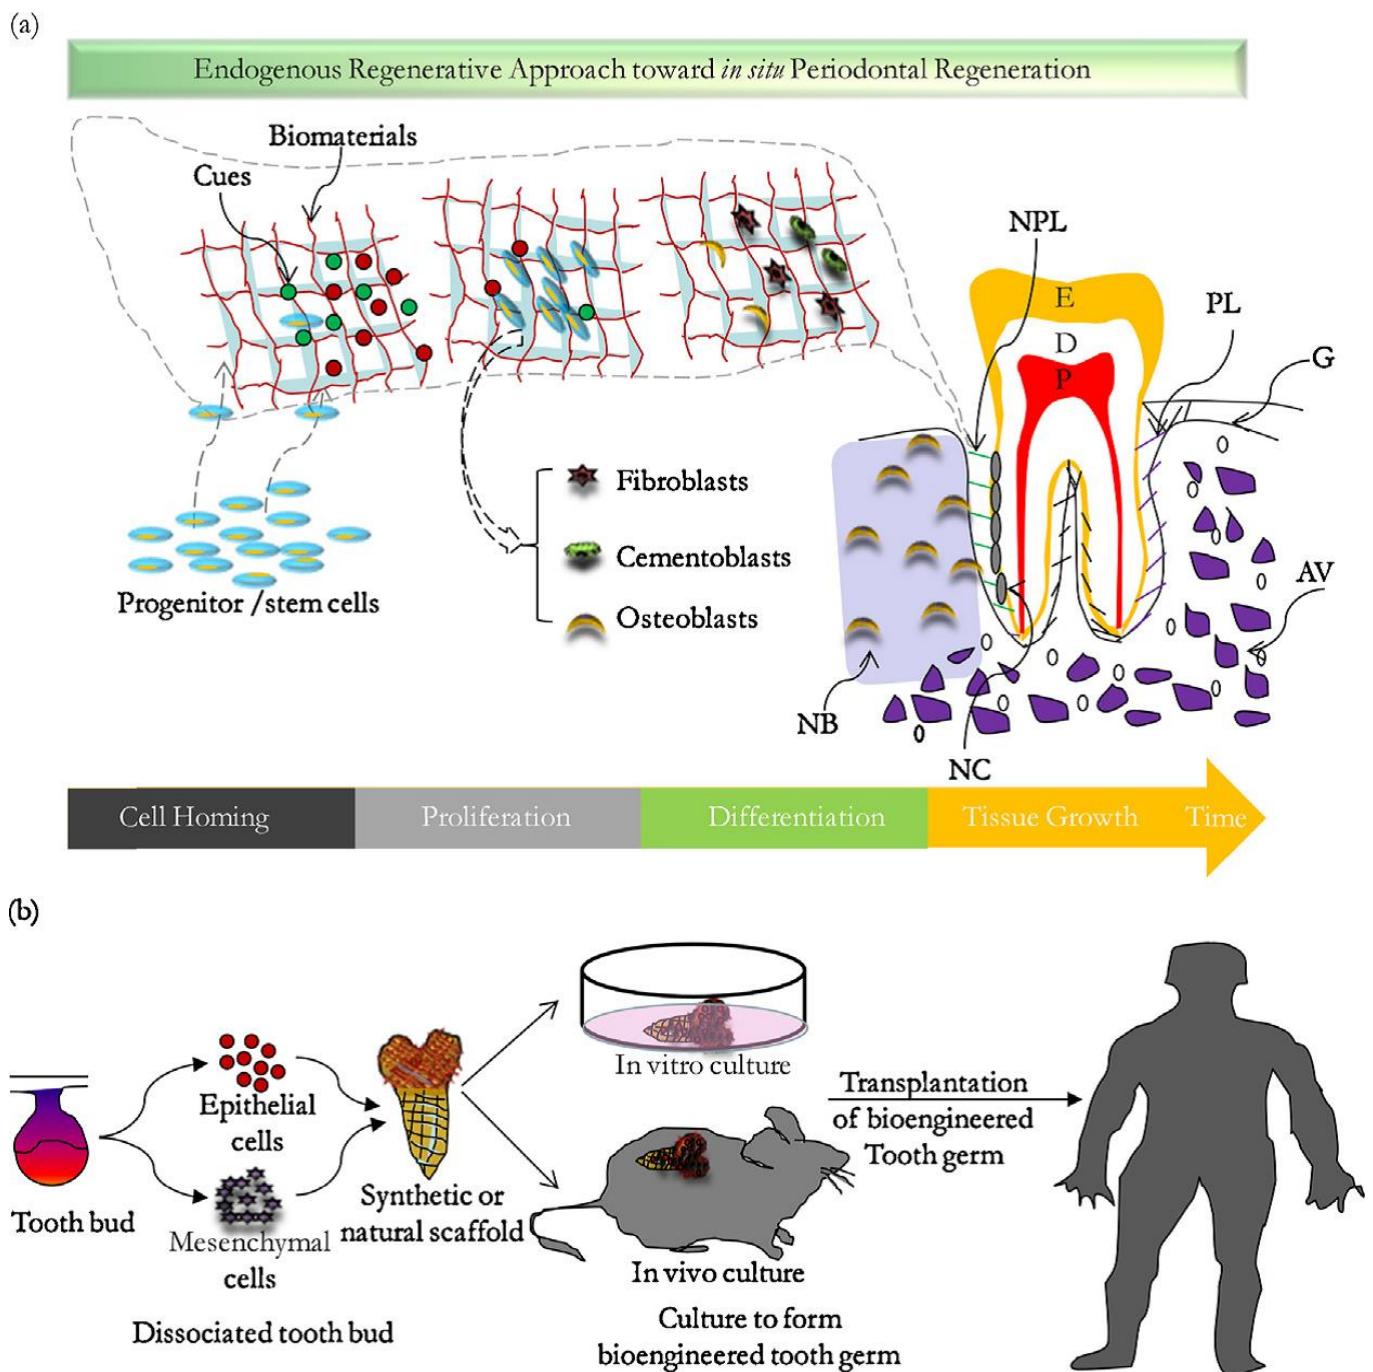 (a)
Endogenous Regenerative Approach toward in situ Periodontal Regeneration
Biomaterials
Cues
NPL
E
D
P
PL
G
Fibroblasts
Cementoblasts
Osteoblasts
Progenitor /stem cells
AV
NB
NC
Cell Homing
Proliferation
Differentiation
Tissue Growth
Time
(b)
Tooth bud
Epithelial
cells
Mesenchymal
cells
Dissociated tooth bud
Synthetic or
natural scaffold
In vitro culture
In vivo culture
Culture to form
bioengineered tooth germ
Transplantation
of bioengineered
Tooth germ